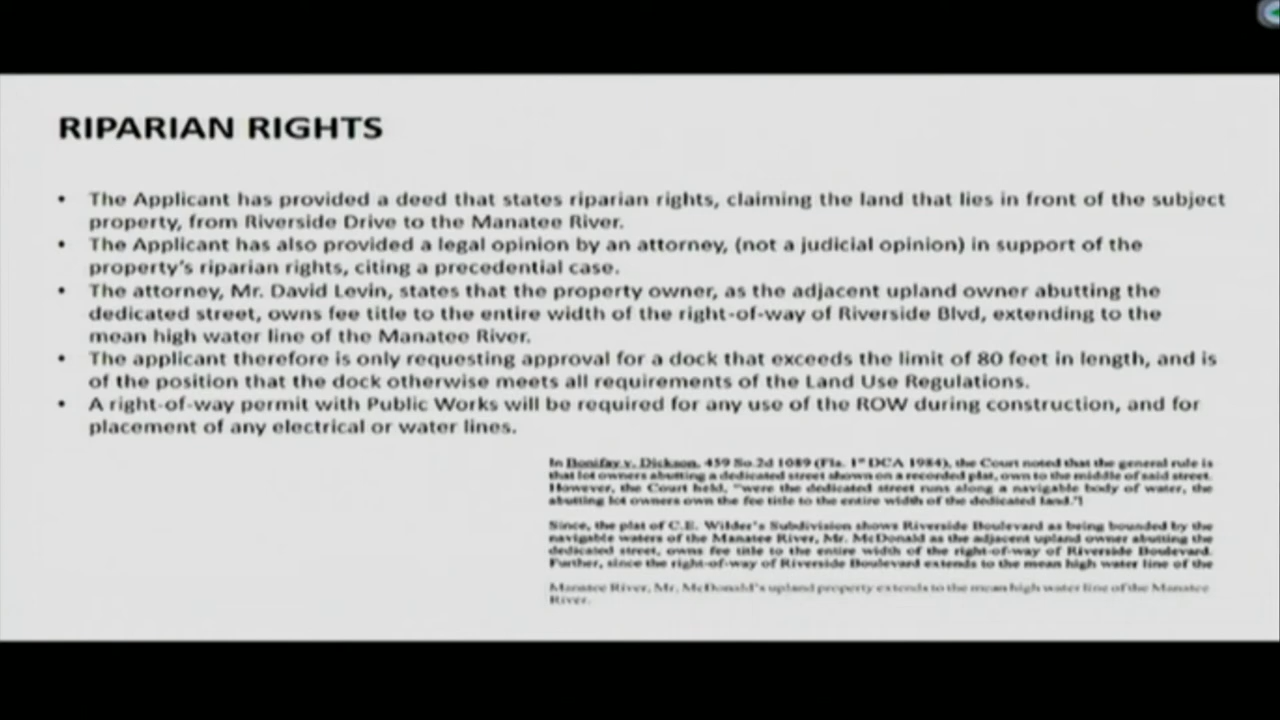 RIPARIAN RIGHTS
• The Applicant has provided a deed that states riparian rights, claiming the land that lies in front of the subject
property, from Riverside Drive to the Manatee River.
• The Applicant has also provided a legal opinion by an attorney, (not a judicial opinion) in support of the
property's riparian rights, citing a precedential case.
• The attorney, Mr. David Levin, states that the property owner, as the adjacent upland owner abutting the
dedicated street, owns fee title to the entire width of the right-of-way of Riverside Blvd, extending to the
mean high water line of the Manatee River.
• The applicant therefore is only requesting approval for a dock that exceeds the limit of 80 feet in length, and is
of the position that the dock otherwise meets all requirements of the Land Use Regulations.
• A right-of-way permit with Public Works will be required for any use of the ROW during construction, and for
placement of any electrical or water lines.
In Bonifay v. Dickson, 459 So.2d 1089 (Fla. 1st DCA 1984), the Court noted that the general rule is
that lot owners abutting a dedicated street shown on a recorded plat, own to the middle of said street.
However, the Court held, "were the dedicated street runs along a navigable body of water, the
abutting lot owners own the fee title to the entire width of the dedicated land."
Since, the plat of C.E. Wilder's Subdivision shows Riverside Boulevard as being bounded by the
navigable waters of the Manatee River, Mr. McDonald as the adjacent upland owner abutting the
dedicated street, owns fee title to the entire width of the right-of-way of Riverside Boulevard.
Further, since the right-of-way of Riverside Boulevard extends to the mean high water line of the
Manatee River, Mr. McDonald's upland property extends to the mean high water line of the Manatee
River.